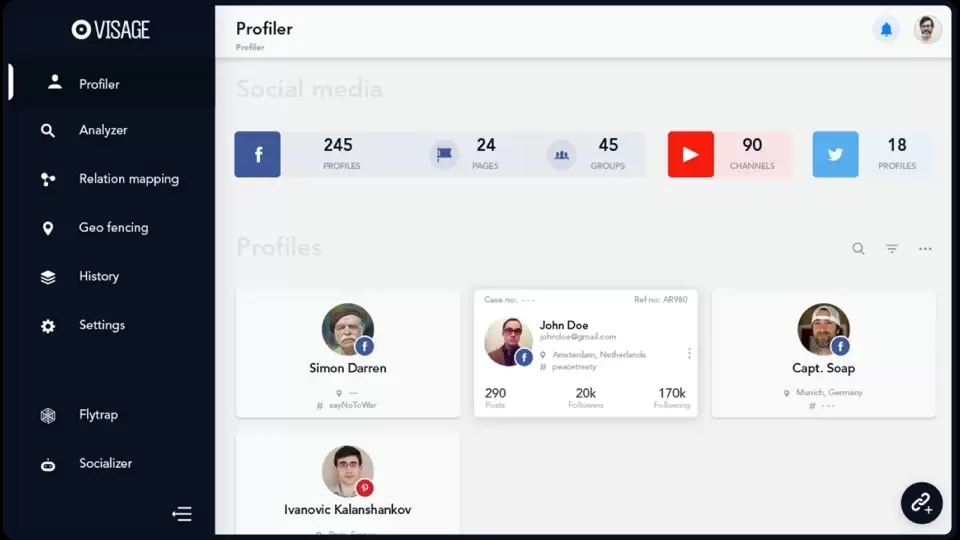 VISAGE
Profiler
Analyzer
Relation mapping
Geo fencing
History
Settings
Flytrap
Socializer
Profiler
Profiler
Social media
245
PROFILES
24
PAGES
45
GROUPS
90
CHANNELS
18
PROFILES
Profiles
Simon Darren
---
sayNoToWar
Case no: - - -
Ref no: AR980
John Doe
johndoe@gmail.com
Amsterdam, Netherlands
# peacetrexty
290
Posts
20k
Followers
170k
Following
Capt. Soap
Munich, Germany
# - - -
Ivanovic Kalanshankov